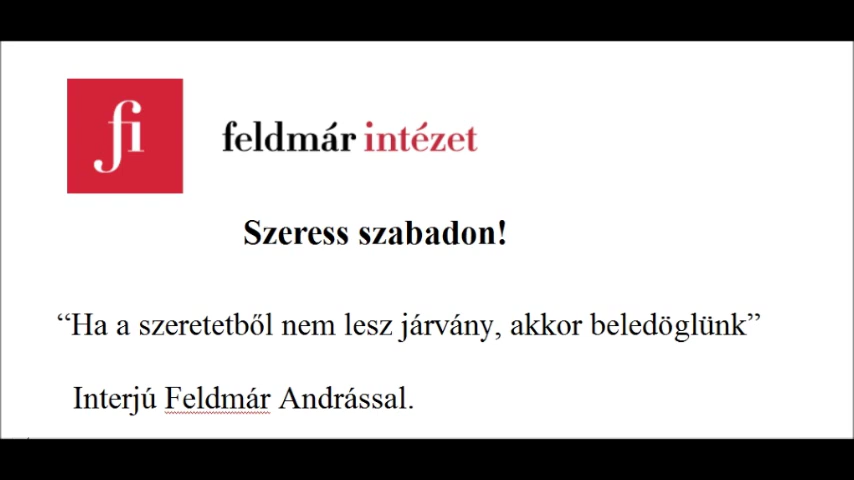 fi
feldmár intézet
Szeress szabadon!
“Ha a szeretetből nem lesz járvány, akkor beledöglünk”
Interjú Feldmár Andrással.